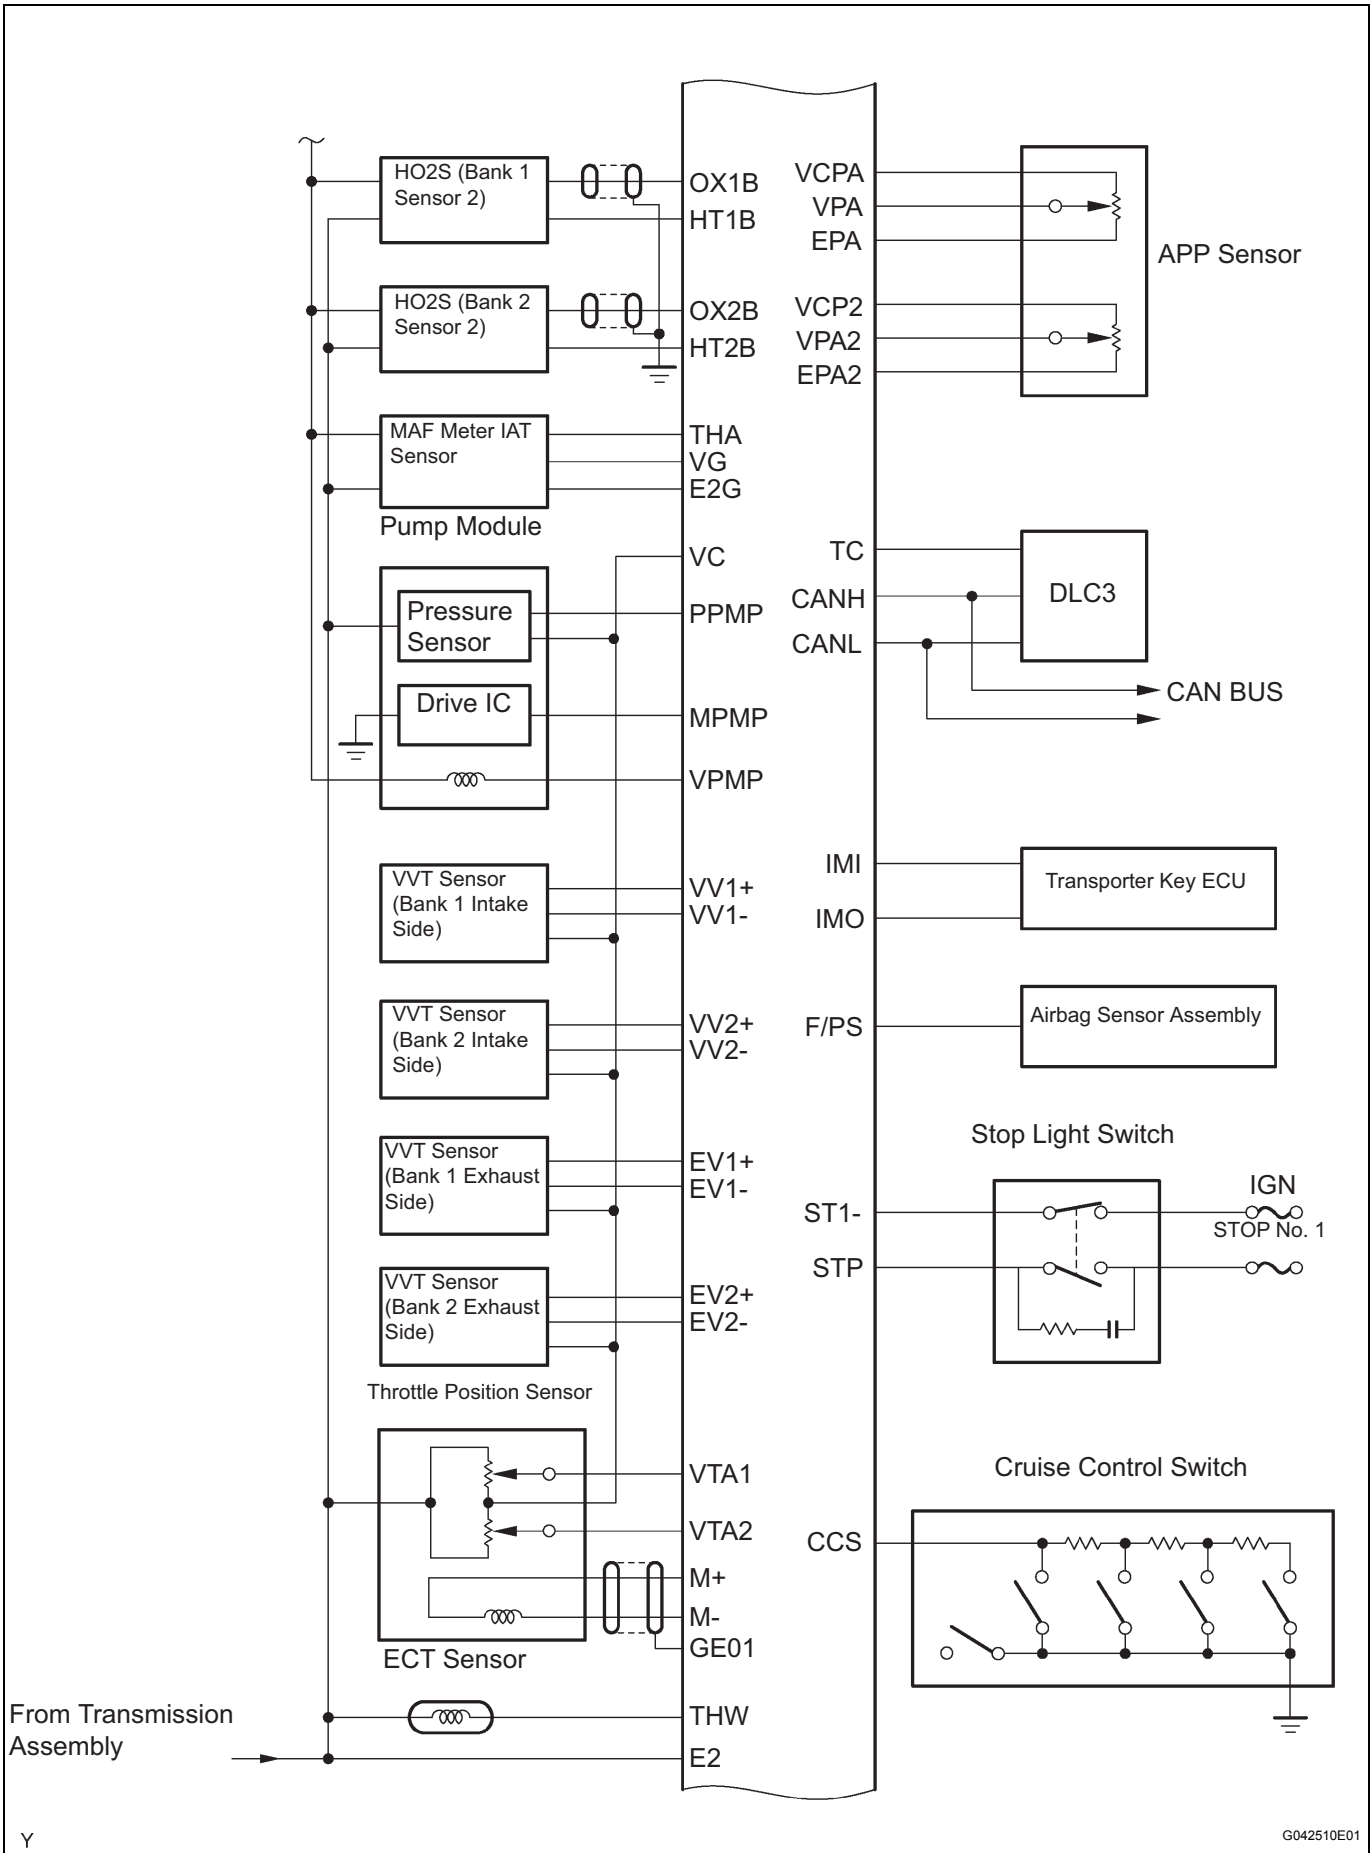 HO2S (Bank 1
Sensor 2)
OX1B
HT1B
HO2S (Bank 2
Sensor 2)
OX2B
HT2B
MAF Meter IAT
Sensor
THA
VG
E2G
Pump Module
VC
Pressure
Sensor
PPMP
Drive IC
MPMP
VPMP
VVT Sensor
(Bank 1 Intake
Side)
VV1+
VV1-
VVT Sensor
(Bank 2 Intake
Side)
VV2+
VV2-
VVT Sensor
(Bank 1 Exhaust
Side)
EV1+
EV1-
VVT Sensor
(Bank 2 Exhaust
Side)
EV2+
EV2-
Throttle Position Sensor
VTA1
VTA2
M+
M-
GE01
ECT Sensor
THW
From Transmission
Assembly
E2
VCPA
VPA
EPA
APP Sensor
VCP2
VPA2
EPA2
TC
CANH
CANL
DLC3
CAN BUS
IMI
IMO
Transporter Key ECU
F/PS
Airbag Sensor Assembly
Stop Light Switch
ST1-
IGN
STOP No. 1
STP
Cruise Control Switch
CCS
Y
G042510E01